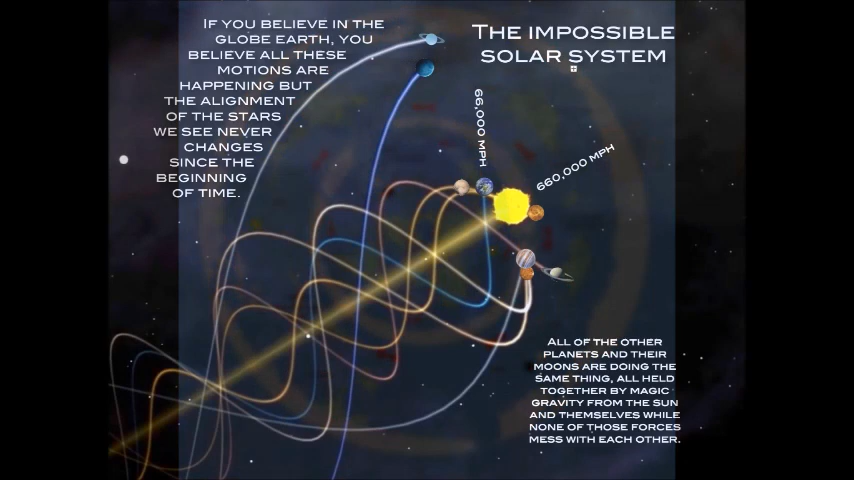 If you believe in the
globe earth, you
believe all these
motions are
happening but
the alignment
of the stars
we see never
changes
since the
beginning
of time.
The impossible
solar system
66,000 mph
660,000 mph
All of the other
planets and their
moons are doing the
same thing, all held
together by magic
gravity from the sun
and themselves while
none of those forces
mess with each other.